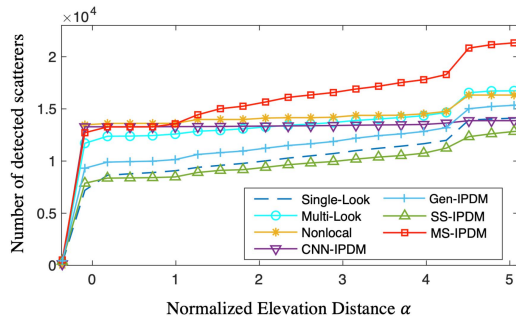 ×10⁴
2
1.5
1.0
0.5
0
Number of detected scatterers
0 1 2 3 4 5
Normalized Elevation Distance α
Single-Look
Multi-Look
Nonlocal
CNN-IPDM
Gen-IPDM
SS-IPDM
MS-IPDM